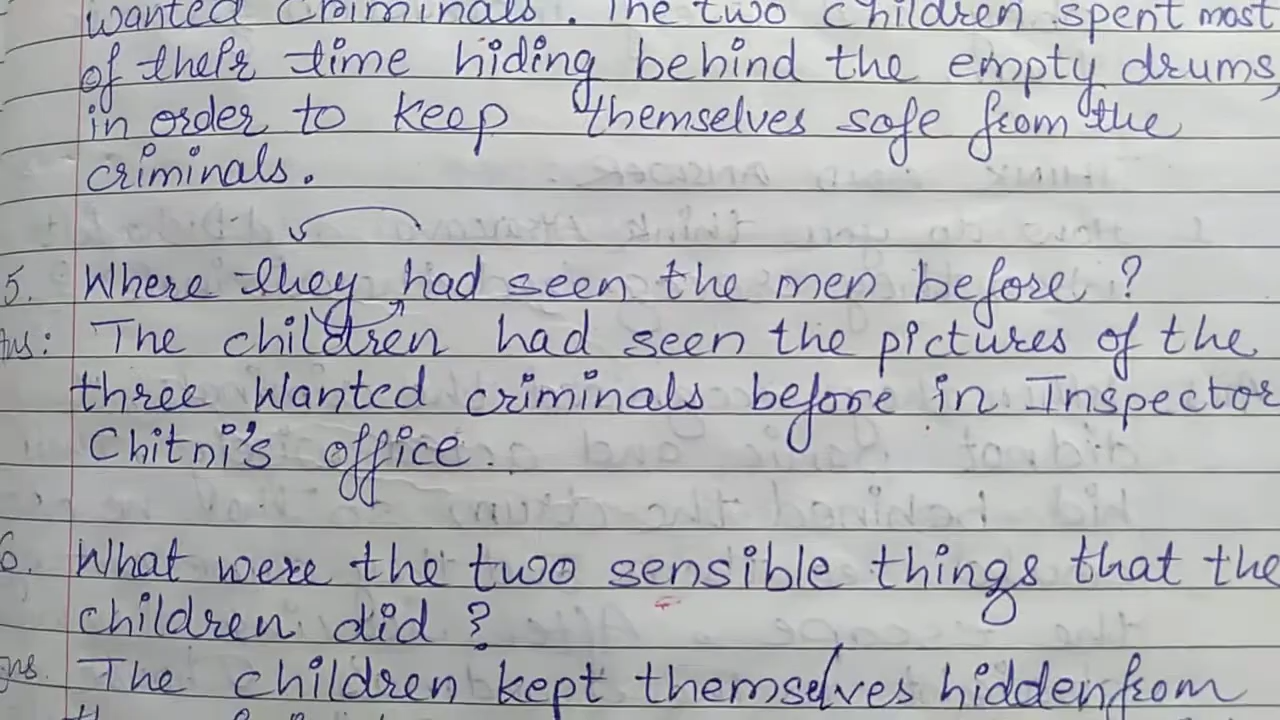 wanted criminals. The two children spent most
of their time hiding behind the empty drums,
in order to keep themselves safe from the
criminals.
5. Where they had seen the men before?
Ans: The children had seen the pictures of the
three wanted criminals before in Inspector
Chitni's office.
6. What were the two sensible things that the
children did?
Ans. The children kept themselves hidden from